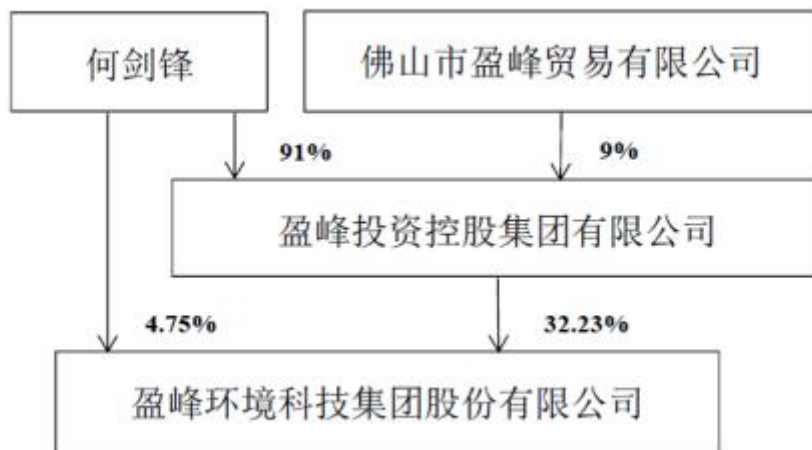 何剑锋
佛山市盈峰贸易有限公司
91%
9%
盈峰投资控股集团有限公司
4.75%
32.23%
盈峰环境科技集团股份有限公司